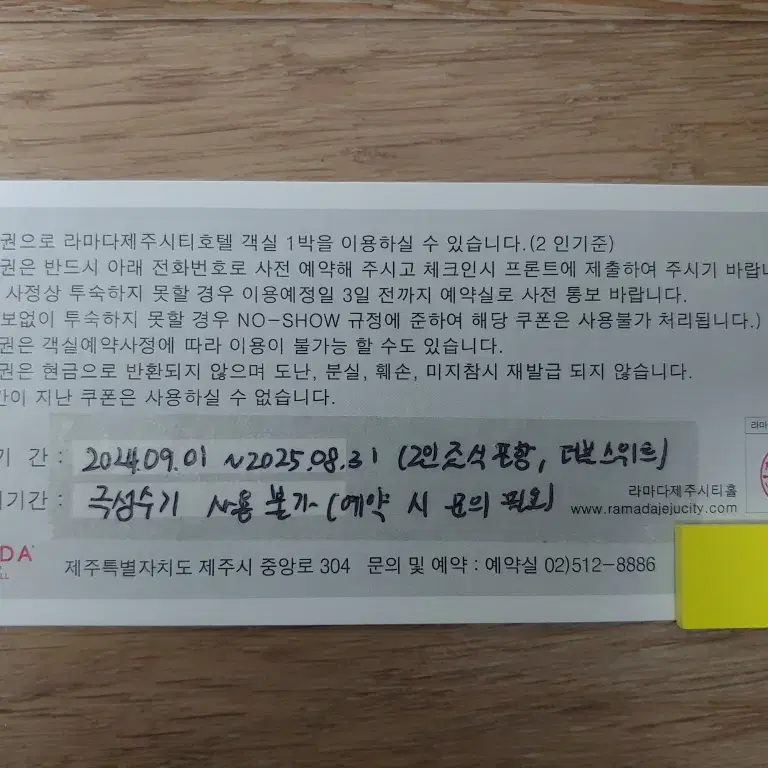 권으로 라마다제주시티호텔 객실 1박을 이용하실 수 있습니다.(2 인기준)
권은 반드시 아래 전화번호로 사전 예약해 주시고 체크인시 프론트에 제출하여 주시기 바랍니
사정상 투숙하지 못할 경우 이용예정일 3일 전까지 예약실로 사전 통보 바랍니다.
보없이 투숙하지 못할 경우 NO-SHOW 규정에 준하여 해당 쿠폰은 사용불가 처리됩니다.)
권은 객실예약사정에 따라 이용이 불가능 할 수도 있습니다.
권은 현금으로 반환되지 않으며 도난, 분실, 훼손, 미지참시 재발급 되지 않습니다.
간이 지난 쿠폰은 사용하실 수 없습니다.
기 간 : 2024.09.01 ~2025.08.31 (2인 조식 포함, 더블스위트)
기간 : 극성수기 사용 불가 (예약 시 문의 필요)
라마다제주시티홀
www.ramadajejucity.com
라마
DA
제주특별자치도 제주시 중앙로 304 문의 및 예약 : 예약실 02)512-8886